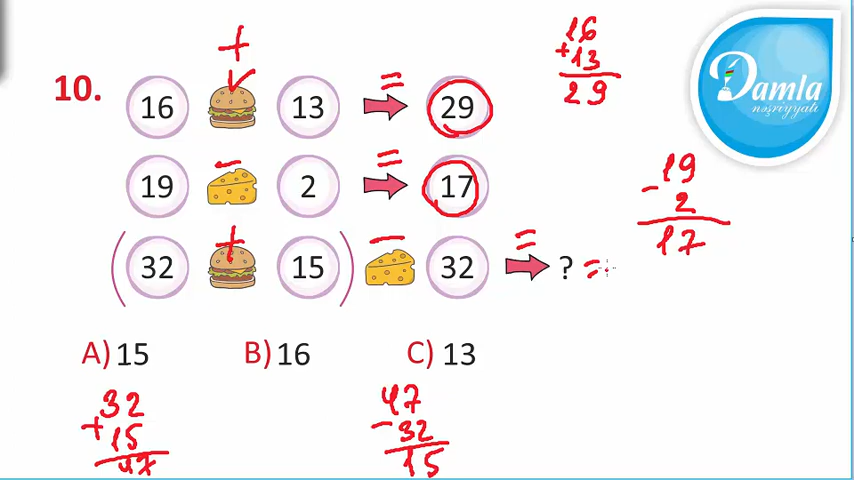 +
16
+13
29
10. 16 13 = 29
Damla
nəşriyyatı
19 - 2 = 17
19
- 2
17
(32 + 15) - 32 = ? =
A) 15 B) 16 C) 13
32
+15
47
47
-32
15